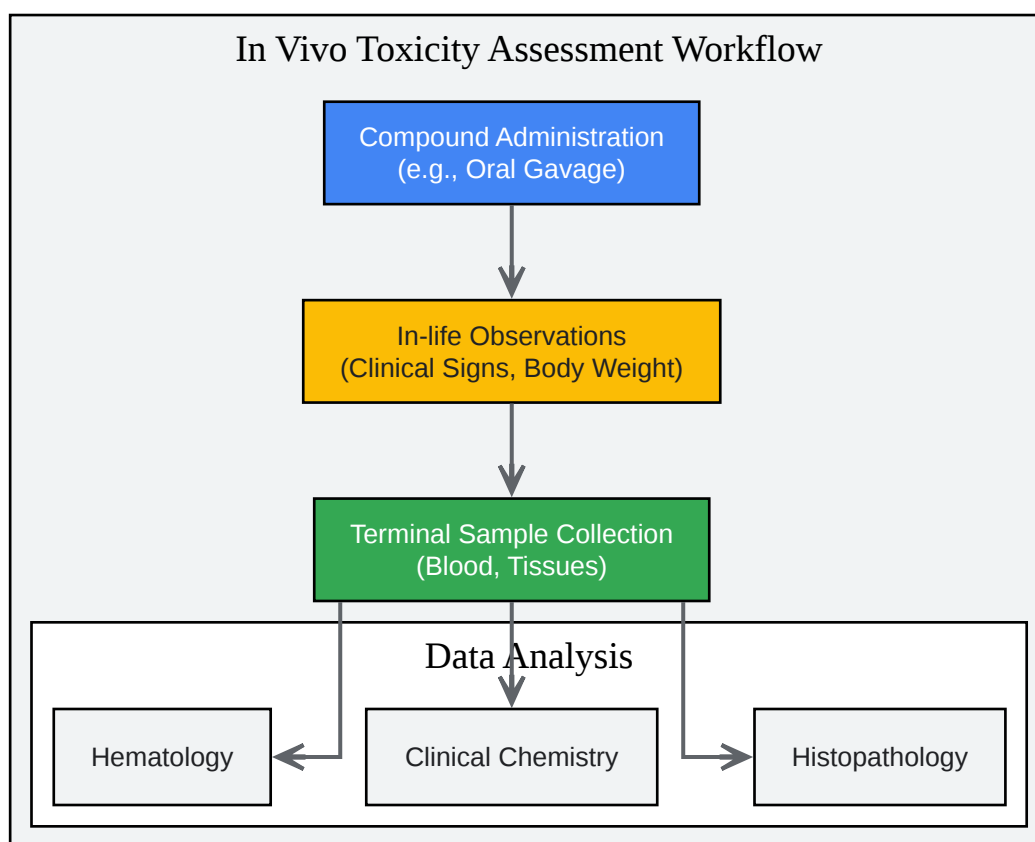 In Vivo Toxicity Assessment Workflow
Compound Administration
(e.g., Oral Gavage)
In-life Observations
(Clinical Signs, Body Weight)
Terminal Sample Collection
(Blood, Tissues)
Data Analysis
Hematology
Clinical Chemistry
Histopathology